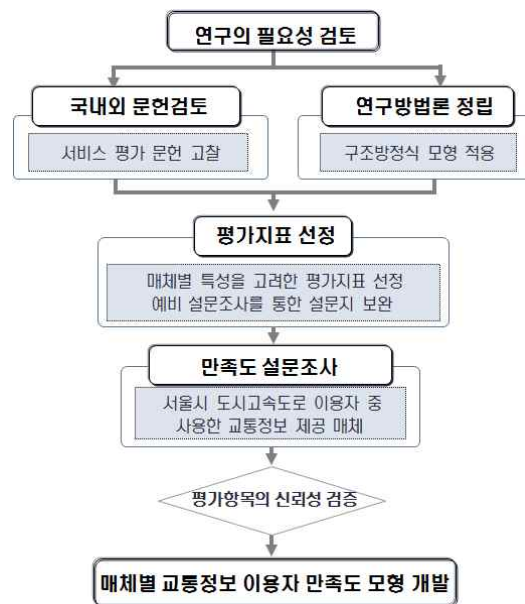 연구의 필요성 검토
국내외 문헌검토
서비스 평가 문헌 고찰
연구방법론 정립
구조방정식 모형 적용
평가지표 선정
매체별 특성을 고려한 평가지표 선정
예비 설문조사를 통한 설문지 보완
만족도 설문조사
서울시 도시고속도로 이용자 중
사용한 교통정보 제공 매체
평가항목의 신뢰성 검증
매체별 교통정보 이용자 만족도 모형 개발